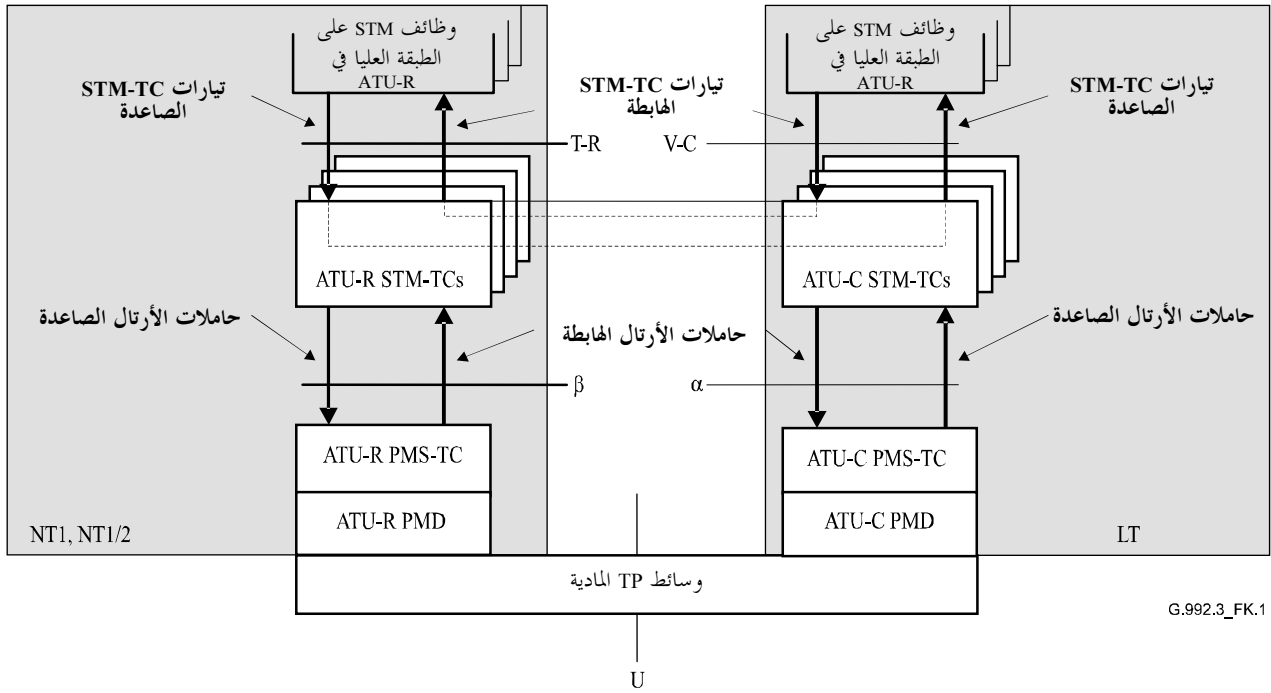 وظائف STM على
الطبقة العليا في
ATU-R
وظائف STM على
الطبقة العليا في
ATU-R
تيارات STM-TC
الصاعدة
تيارات STM-TC
الهابطة
تيارات STM-TC
الصاعدة
T-R
V-C
ATU-R STM-TCs
ATU-C STM-TCs
حاملات الأرتال الصاعدة
حاملات الأرتال الهابطة
حاملات الأرتال الصاعدة
β
α
ATU-R PMS-TC
ATU-C PMS-TC
ATU-R PMD
ATU-C PMD
NT1, NT1/2
LT
وسائط TP المادية
G.992.3_FK.1
U